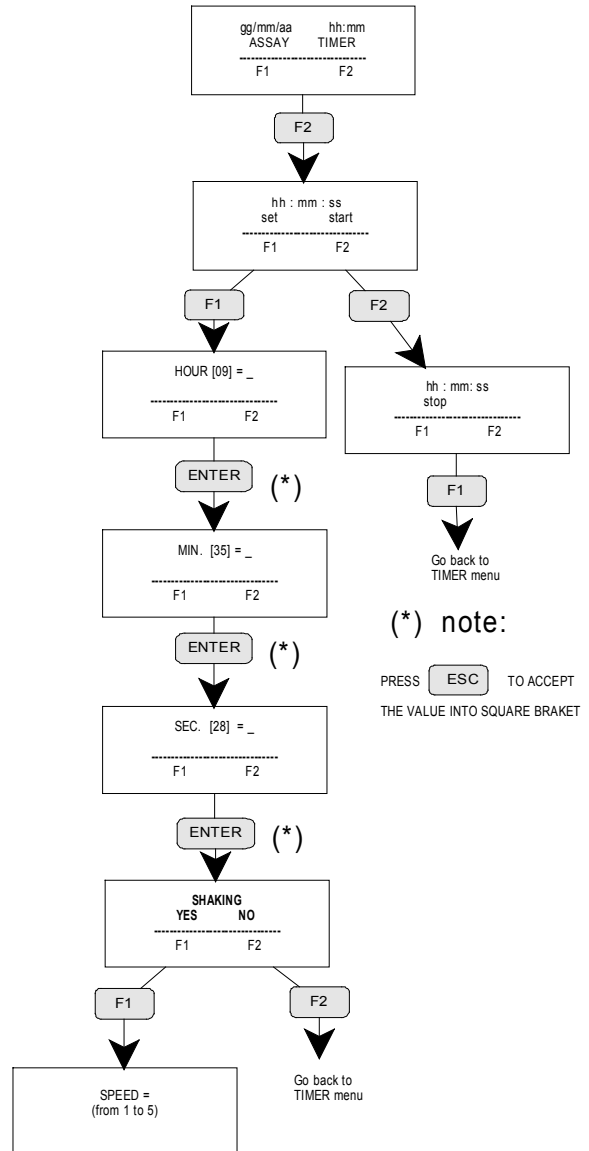 gg/mm/aa hh:mm
ASSAY TIMER
--------------------------------
F1 F2
F2
hh : mm : ss
set start
--------------------------------
F1 F2
F1
F2
HOUR [09] = _
--------------------------------
F1 F2
hh : mm: ss
stop
--------------------------------
F1 F2
ENTER (*)
F1
MIN. [35] = _
--------------------------------
F1 F2
Go back to
TIMER menu
ENTER (*)
(*) note:
PRESS ESC TO ACCEPT
THE VALUE INTO SQUARE BRAKET
SEC. [28] = _
--------------------------------
F1 F2
ENTER (*)
SHAKING
YES NO
--------------------------------
F1 F2
F1
F2
Go back to
TIMER menu
SPEED =
(from 1 to 5)